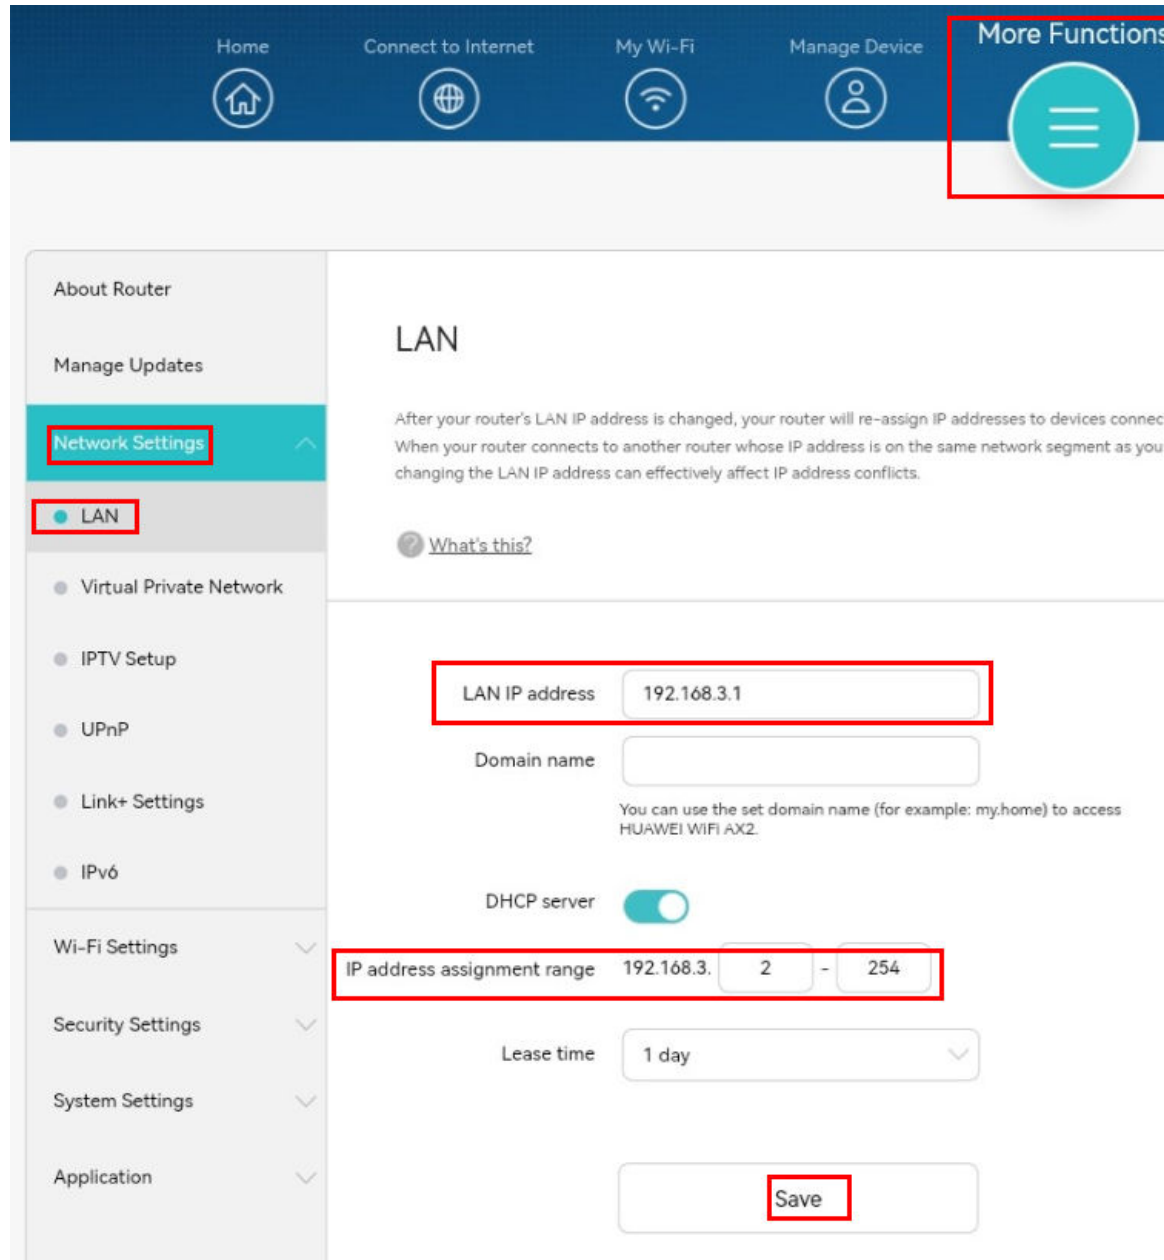 Home
Connect to Internet
My Wi-Fi
Manage Device
More Functions
About Router
Manage Updates
Network Settings
LAN
Virtual Private Network
IPTV Setup
UPnP
Link+ Settings
IPv6
Wi-Fi Settings
Security Settings
System Settings
Application
LAN
After your router's LAN IP address is changed, your router will re-assign IP addresses to devices connec
When your router connects to another router whose IP address is on the same network segment as you
changing the LAN IP address can effectively affect IP address conflicts.
? What's this?
LAN IP address 192.168.3.1
Domain name
You can use the set domain name (for example: my.home) to access
HUAWEI WiFi AX2.
DHCP server
IP address assignment range 192.168.3. 2 - 254
Lease time 1 day
Save